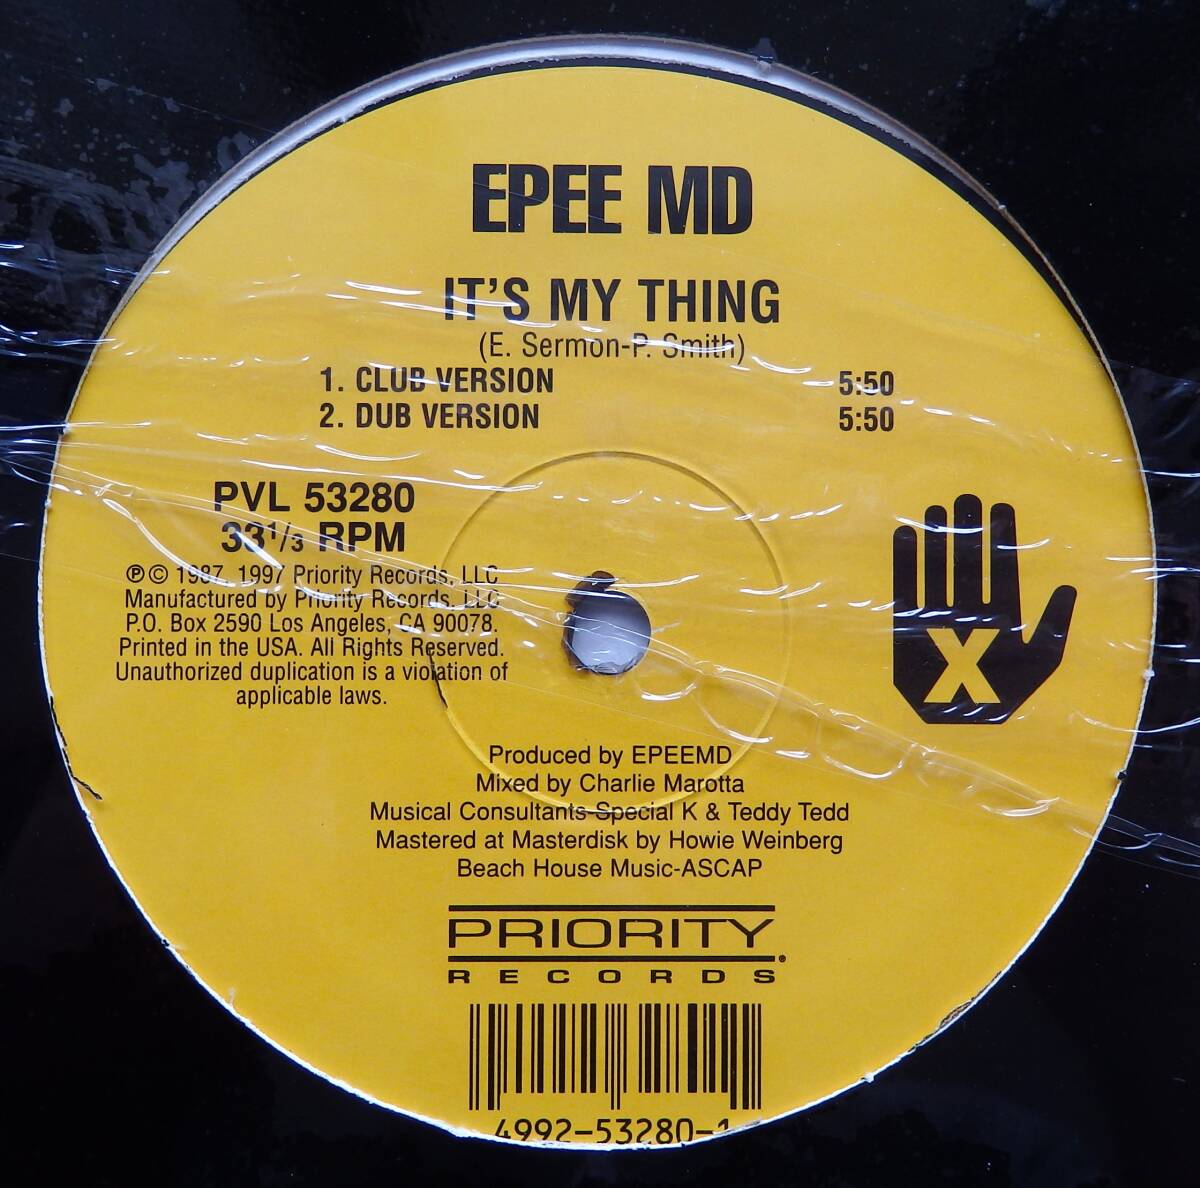 EPEE MD
IT'S MY THING
(E. Sermon-P. Smith)
1. CLUB VERSION 5:50
2. DUB VERSION 5:50
PVL 53280
33 1/3 RPM
℗ © 1987, 1997 Priority Records, LLC
Manufactured by Priority Records, LLC
P.O. Box 2590 Los Angeles, CA 90078.
Printed in the USA. All Rights Reserved.
Unauthorized duplication is a violation of
applicable laws.
X
Produced by EPEEMD
Mixed by Charlie Marotta
Musical Consultants-Special K & Teddy Tedd
Mastered at Masterdisk by Howie Weinberg
Beach House Music-ASCAP
PRIORITY
RECORDS
4992-53280-1